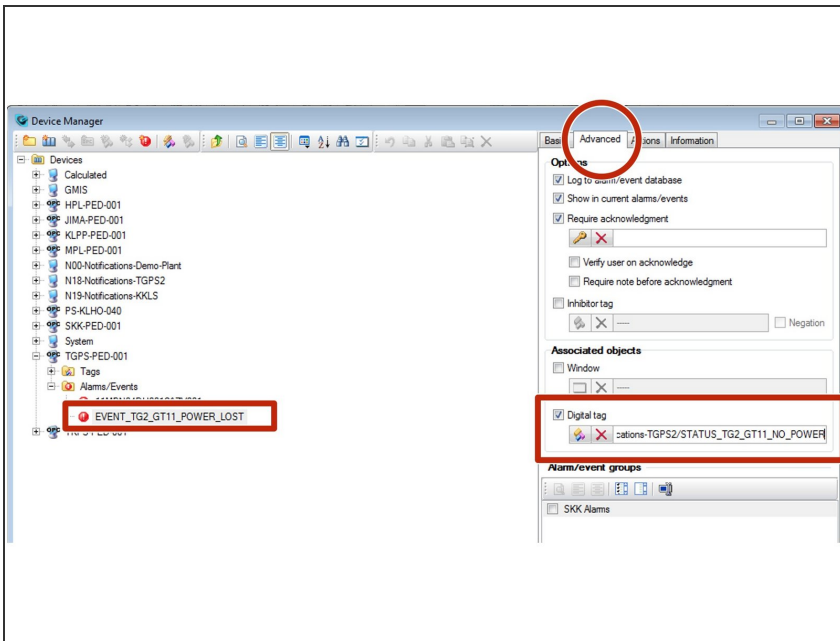 Device Manager
Devices
Calculated
GMIS
HPL-PED-001
JIMA-PED-001
KLPP-PED-001
MPL-PED-001
N00-Notifications-Demo-Plant
N18-Notifications-TGPS2
N19-Notifications-KKLS
PS-KLHO-040
SKK-PED-001
System
TGPS-PED-001
Tags
Alarms/Events
EVENT_TG2_GT11_POWER_LOST
Advanced
Information
Options
Log to alarm/event database
Show in current alarms/events
Require acknowledgment
Verify user on acknowledge
Require note before acknowledgment
Inhibitor tag
----- Negation
Associated objects
Window
-----
Digital tag
cations-TGPS2/STATUS_TG2_GT11_NO_POWER
Alarm/event groups
SKK Alarms